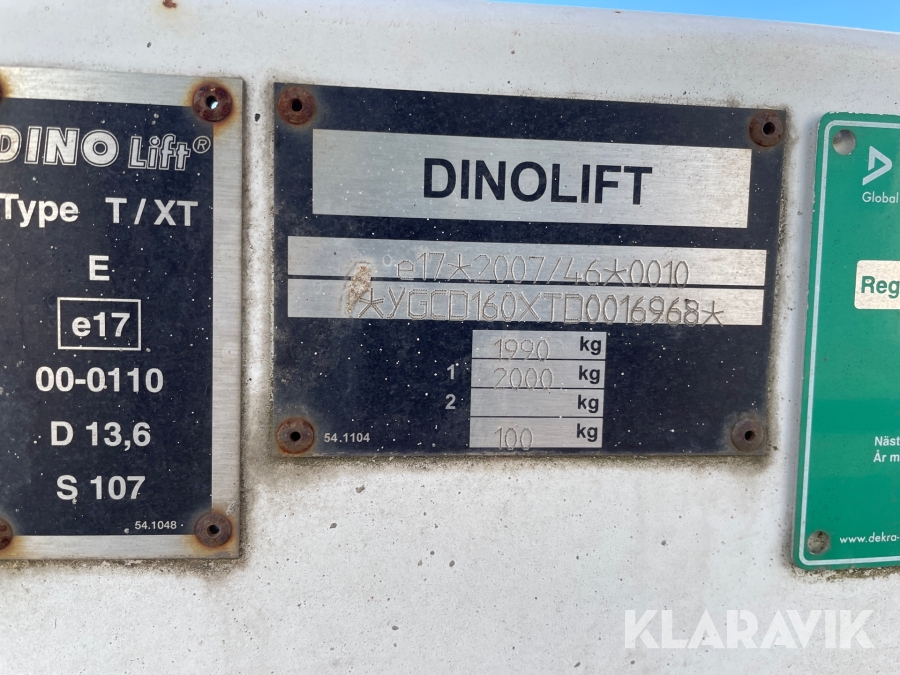 DINO Lift®
Type T/XT
E
e17
00-0110
D 13,6
S 107
54.1048
DINOLIFT
e17*2007/46*0010
*YGCD160XTD0016968*
1990 kg
1 2000 kg
2 kg
100 kg
54.1104
Global
Reg
Näst
År m
www.dekra-
KLARAVIK